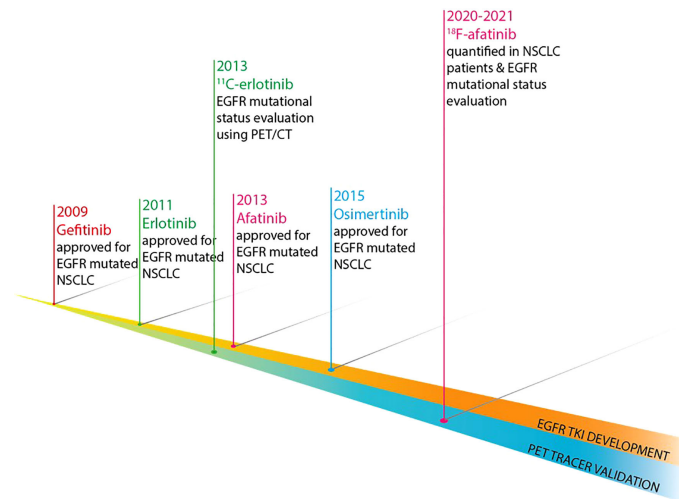 2009
Gefitinib
approved for
EGFR mutated
NSCLC
2011
Erlotinib
approved for
EGFR mutated
NSCLC
2013
¹¹C-erlotinib
EGFR mutational
status evaluation
using PET/CT
2013
Afatinib
approved for
EGFR mutated
NSCLC
2015
Osimertinib
approved for
EGFR mutated
NSCLC
2020-2021
¹⁸F-afatinib
quantified in NSCLC
patients & EGFR
mutational status
evaluation
EGFR TKI DEVELOPMENT
PET TRACER VALIDATION